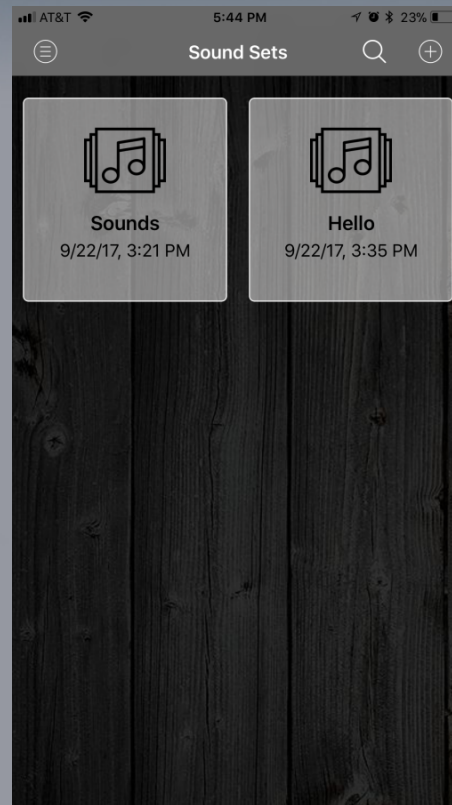 AT&T 5:44 PM 23%
Sound Sets
Sounds
9/22/17, 3:21 PM
Hello
9/22/17, 3:35 PM